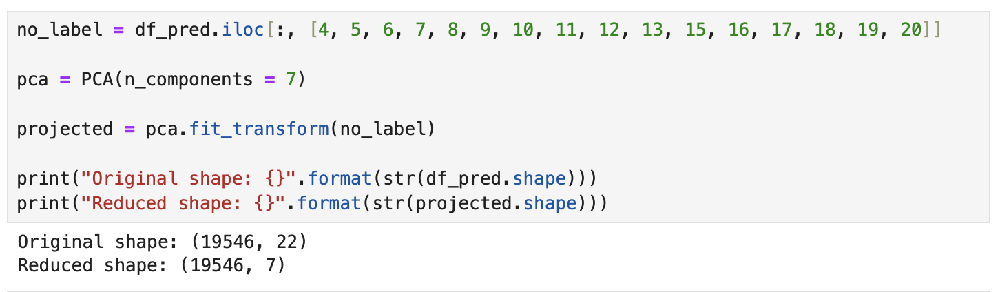 no_label = df_pred.iloc[:, [4, 5, 6, 7, 8, 9, 10, 11, 12, 13, 15, 16, 17, 18, 19, 20]]
pca = PCA(n_components = 7)
projected = pca.fit_transform(no_label)
print("Original shape: {}".format(str(df_pred.shape)))
print("Reduced shape: {}".format(str(projected.shape)))
Original shape: (19546, 22)
Reduced shape: (19546, 7)